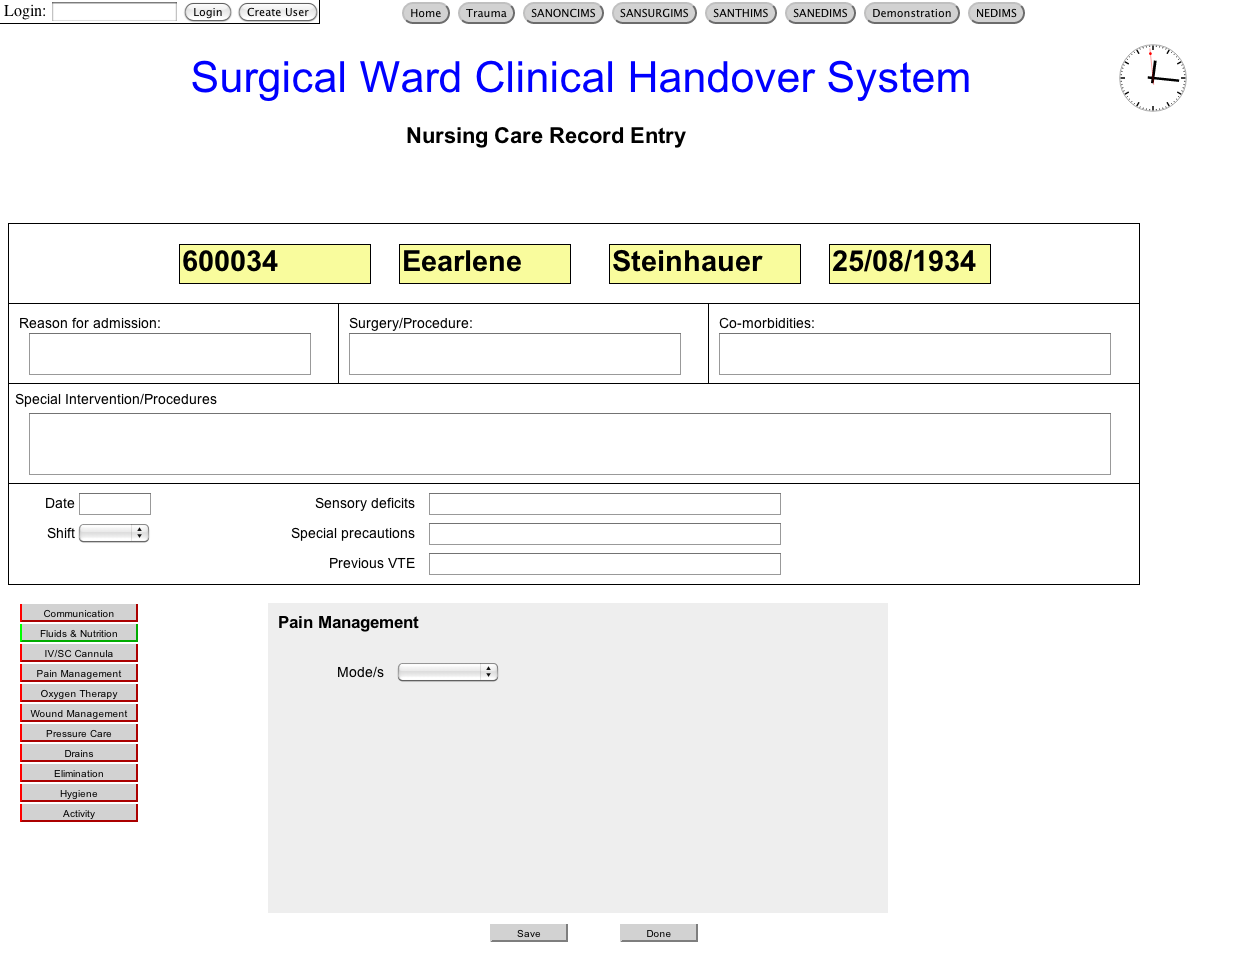 Login: Login Create User Home Trauma SANONCIMS SANSURGIMS SANTHIMS SANEDIMS Demonstration NEDIMS
Surgical Ward Clinical Handover System
Nursing Care Record Entry
600034 Eearlene Steinhauer 25/08/1934
Reason for admission: Surgery/Procedure: Co-morbidities:
Special Intervention/Procedures
Date Sensory deficits
Shift Special precautions
Previous VTE
Communication
Fluids & Nutrition
IV/SC Cannula
Pain Management
Oxygen Therapy
Wound Management
Pressure Care
Drains
Elimination
Hygiene
Activity
Pain Management
Mode/s
Save Done